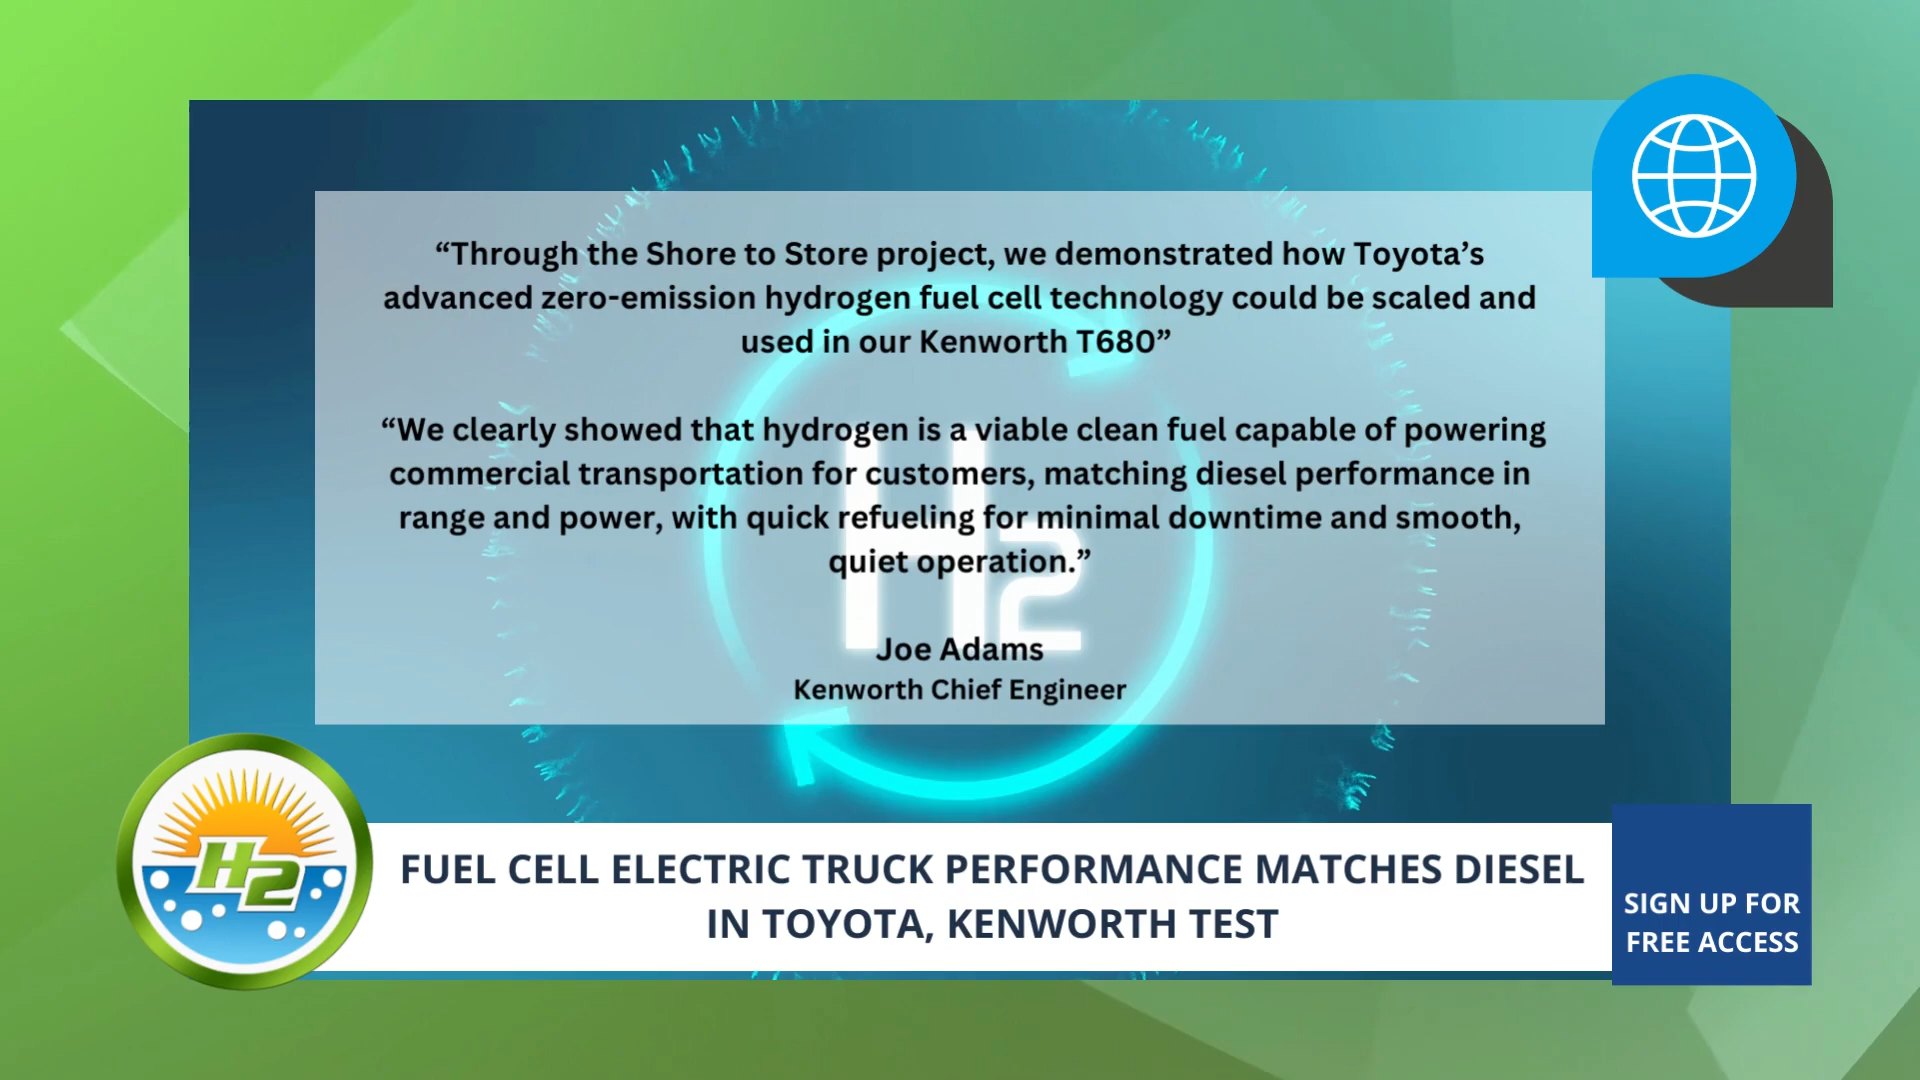 “Through the Shore to Store project, we demonstrated how Toyota’s
advanced zero-emission hydrogen fuel cell technology could be scaled and
used in our Kenworth T680”
“We clearly showed that hydrogen is a viable clean fuel capable of powering
commercial transportation for customers, matching diesel performance in
range and power, with quick refueling for minimal downtime and smooth,
quiet operation.”
H2
Joe Adams
Kenworth Chief Engineer
H2
FUEL CELL ELECTRIC TRUCK PERFORMANCE MATCHES DIESEL
IN TOYOTA, KENWORTH TEST
SIGN UP FOR
FREE ACCESS